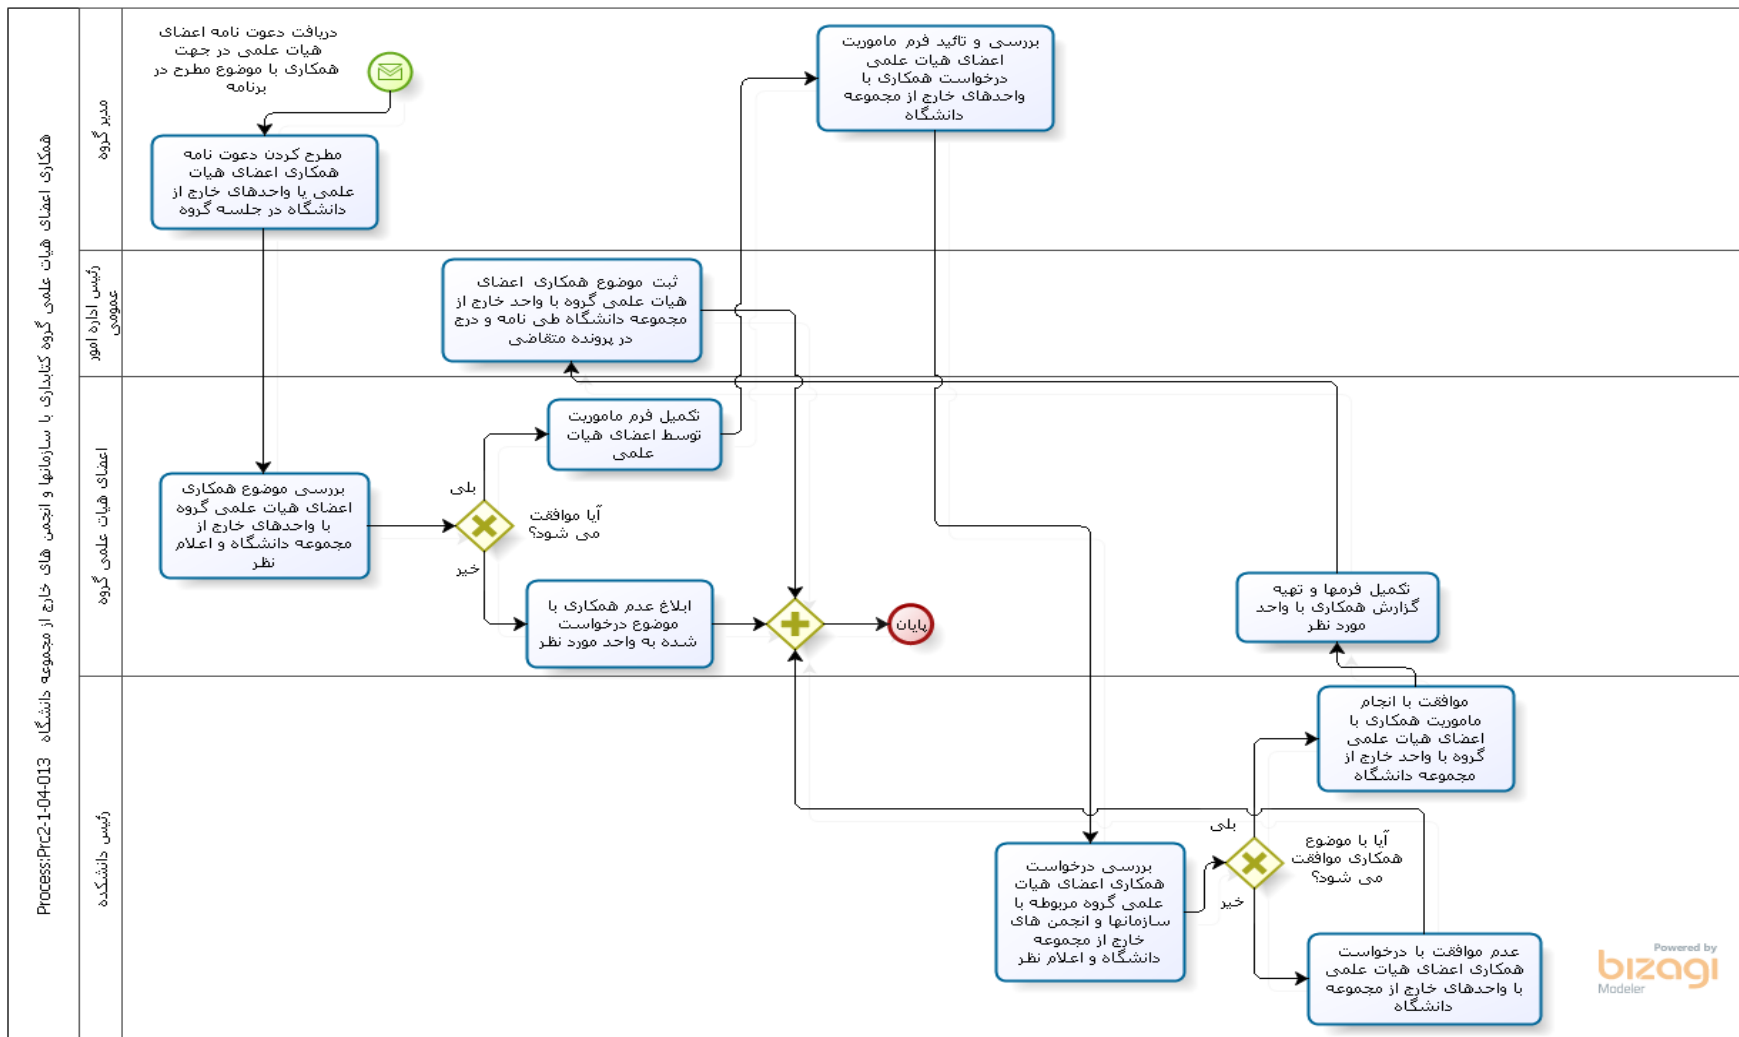 همکاری اعضای هیات علمی گروه کتابداری با سازمانها و انجمن های خارج از مجموعه دانشگاه Process:Prc2-1-04-013
مدیر گروه
دریافت دعوت نامه اعضای
هیات علمی در جهت
همکاری با موضوع مطرح در
برنامه
مطرح کردن دعوت نامه
همکاری اعضای هیات
علمی یا واحدهای خارج از
دانشگاه در جلسه گروه
بررسی و تائید فرم ماموریت
اعضای هیات علمی
درخواست همکاری با
واحدهای خارج از مجموعه
دانشگاه
رئیس اداره امور
عمومی
ثبت موضوع همکاری اعضای
هیات علمی گروه با واحد خارج از
مجموعه دانشگاه طی نامه و درج
در پرونده متقاضی
اعضای هیات علمی گروه
بررسی موضوع همکاری
اعضای هیات علمی گروه
با واحدهای خارج از
مجموعه دانشگاه و اعلام
نظر
بلی
آیا موافقت
می شود؟
خیر
تکمیل فرم ماموریت
توسط اعضای هیات
علمی
ابلاغ عدم همکاری با
موضوع درخواست
شده به واحد مورد نظر
پایان
تکمیل فرمها و تهیه
گزارش همکاری با واحد
مورد نظر
رئیس دانشکده
بررسی درخواست
همکاری اعضای هیات
علمی گروه مربوطه با
سازمانها و انجمن های
خارج از مجموعه
دانشگاه و اعلام نظر
بلی
آیا با موضوع
همکاری موافقت
می شود؟
خیر
موافقت با انجام
ماموریت همکاری با
اعضای هیات علمی
گروه با واحد خارج از
مجموعه دانشگاه
عدم موافقت با درخواست
همکاری اعضای هیات علمی
با واحدهای خارج از مجموعه
دانشگاه
Powered by
bizagi
Modeler